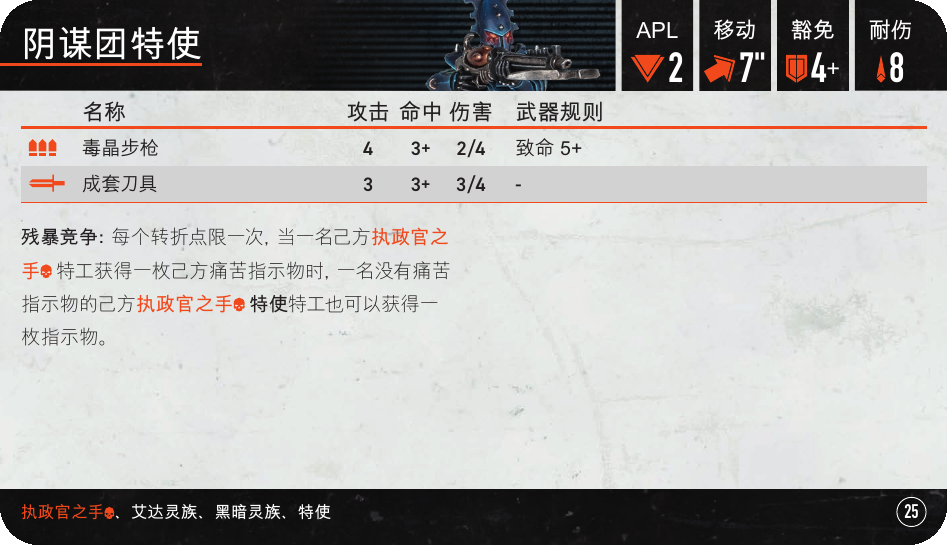 阴谋团特使
APL 移动 豁免 耐伤
2 7" 4+ 8
名称 攻击 命中 伤害 武器规则
毒晶步枪 4 3+ 2/4 致命 5+
成套刀具 3 3+ 3/4 -
残暴竞争: 每个转折点限一次, 当一名己方执政官之
手特工获得一枚己方痛苦指示物时, 一名没有痛苦
指示物的己方执政官之手 特使特工也可以获得一
枚指示物。
执政官之手、艾达灵族、黑暗灵族、特使
25